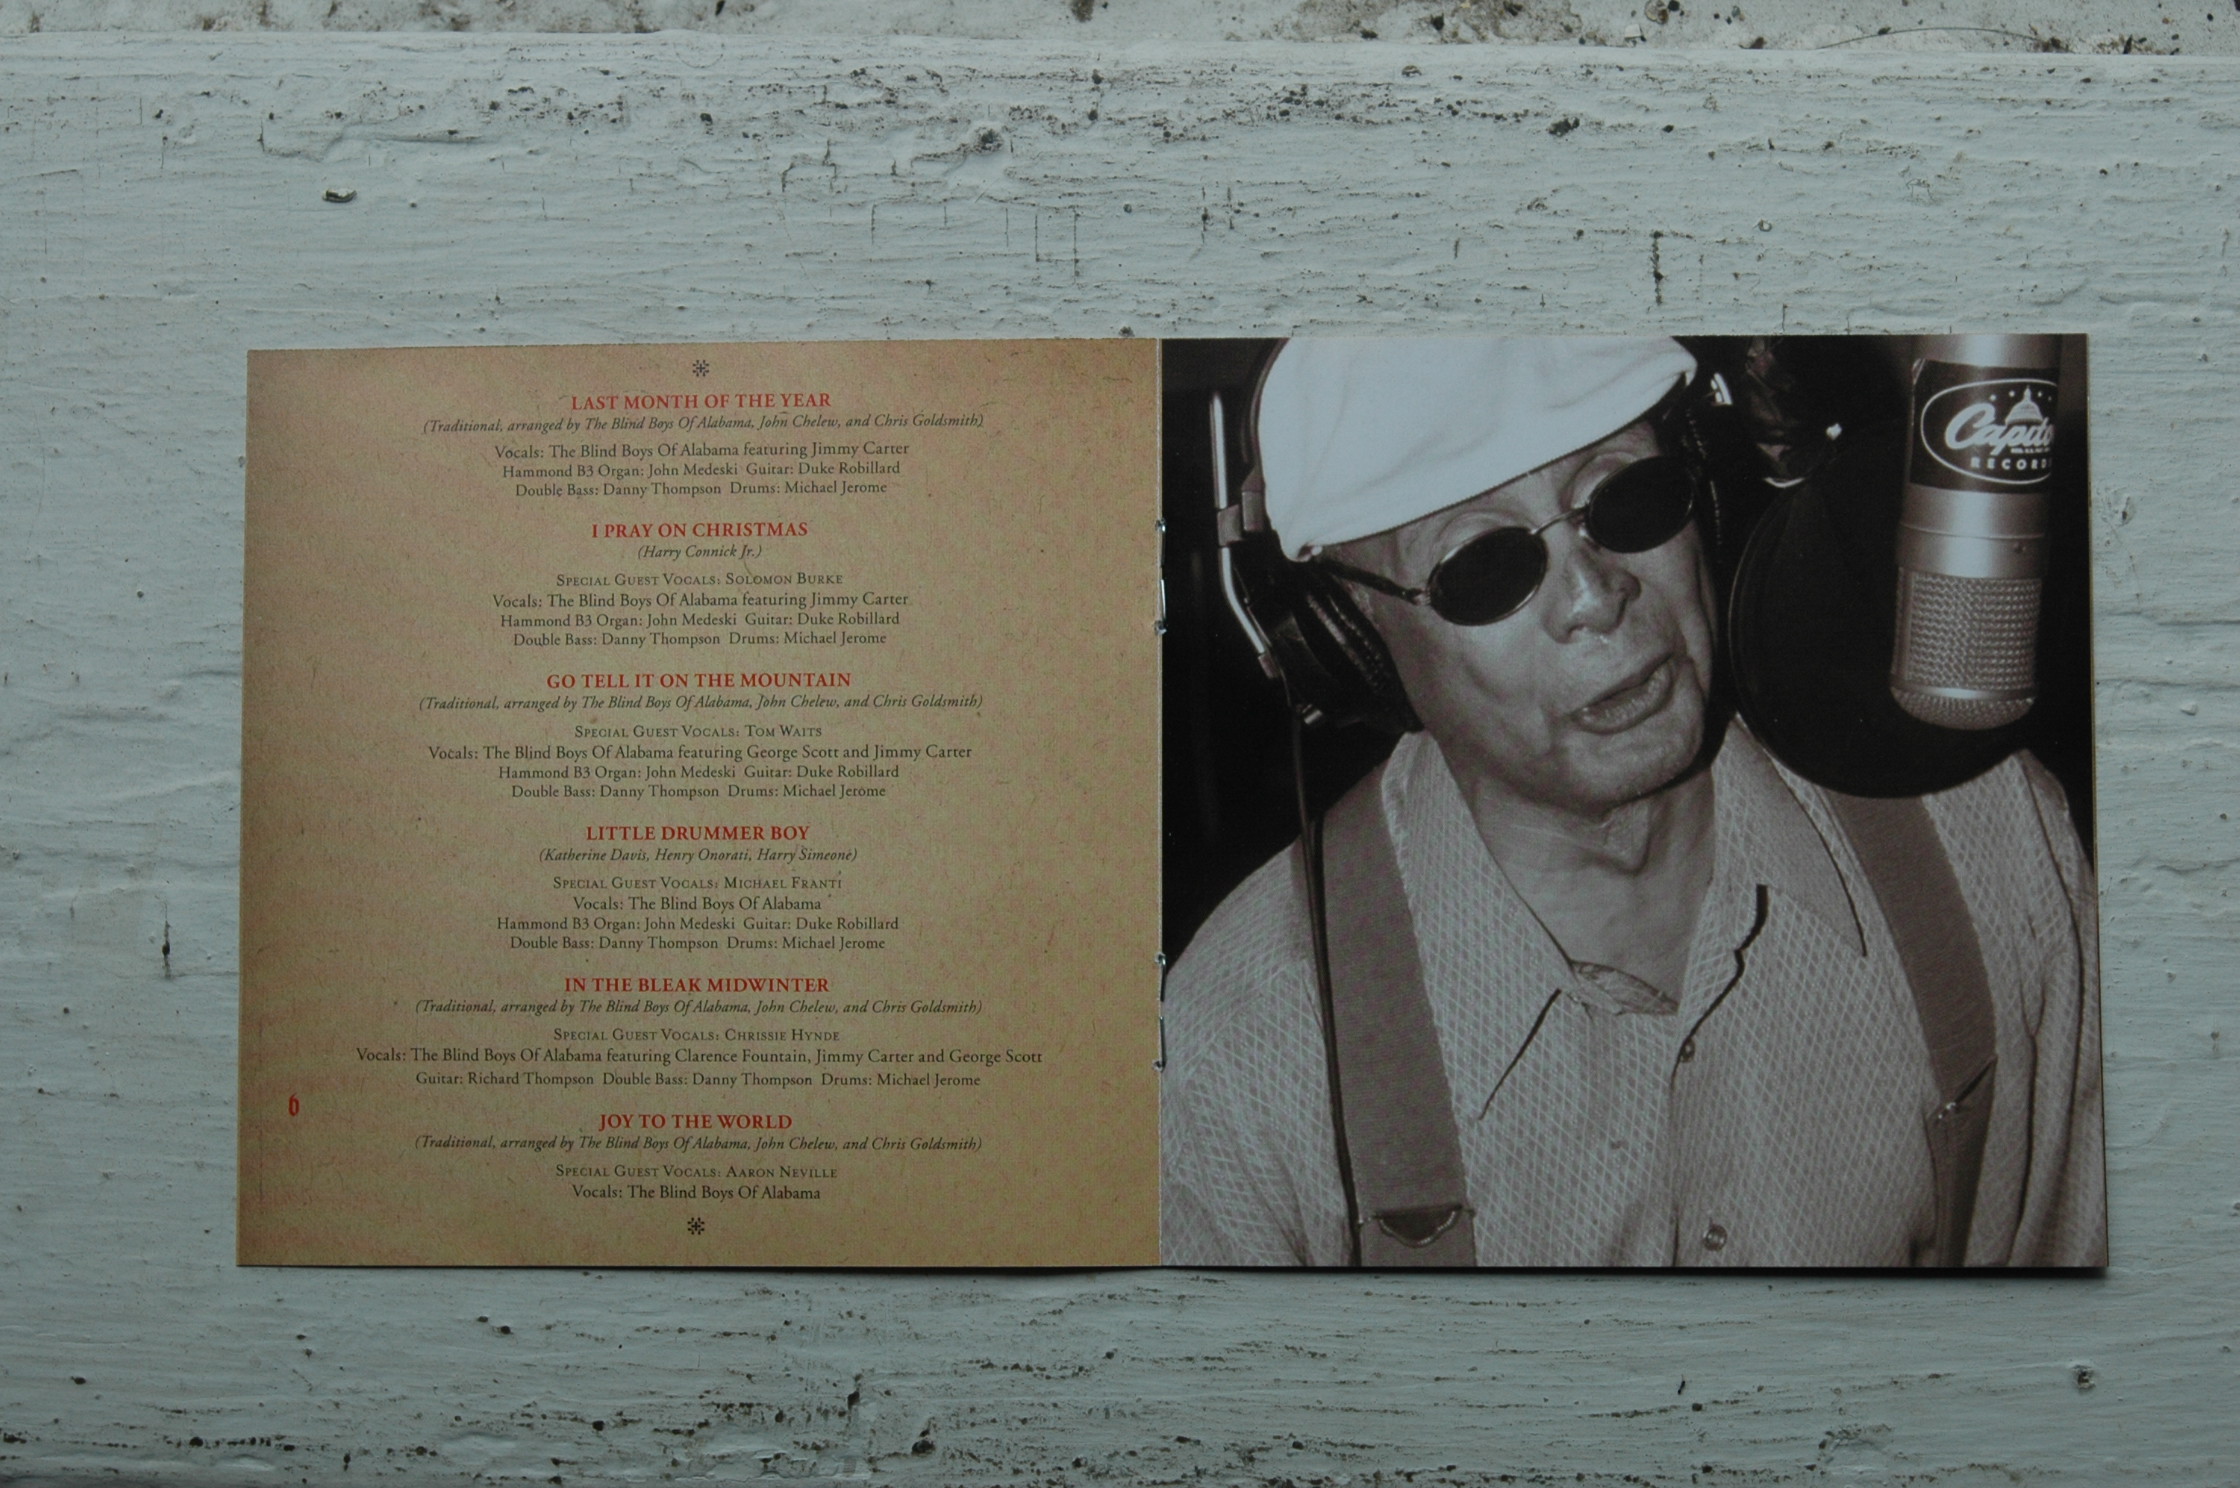 LAST MONTH OF THE YEAR
(Traditional, arranged by The Blind Boys Of Alabama, John Chelew, and Chris Goldsmith)
Vocals: The Blind Boys Of Alabama featuring Jimmy Carter
Hammond B3 Organ: John Medeski Guitar: Duke Robillard
Double Bass: Danny Thompson Drums: Michael Jerome
I PRAY ON CHRISTMAS
(Harry Connick Jr.)
SPECIAL GUEST VOCALS: SOLOMON BURKE
Vocals: The Blind Boys Of Alabama featuring Jimmy Carter
Hammond B3 Organ: John Medeski Guitar: Duke Robillard
Double Bass: Danny Thompson Drums: Michael Jerome
GO TELL IT ON THE MOUNTAIN
(Traditional, arranged by The Blind Boys Of Alabama, John Chelew, and Chris Goldsmith)
SPECIAL GUEST VOCALS: TOM WAITS
Vocals: The Blind Boys Of Alabama featuring George Scott and Jimmy Carter
Hammond B3 Organ: John Medeski Guitar: Duke Robillard
Double Bass: Danny Thompson Drums: Michael Jerome
LITTLE DRUMMER BOY
(Katherine Davis, Henry Onorati, Harry Simeone)
SPECIAL GUEST VOCALS: MICHAEL FRANTI
Vocals: The Blind Boys Of Alabama
Hammond B3 Organ: John Medeski Guitar: Duke Robillard
Double Bass: Danny Thompson Drums: Michael Jerome
IN THE BLEAK MIDWINTER
(Traditional, arranged by The Blind Boys Of Alabama, John Chelew, and Chris Goldsmith)
SPECIAL GUEST VOCALS: CHRISSIE HYNDE
Vocals: The Blind Boys Of Alabama featuring Clarence Fountain, Jimmy Carter and George Scott
Guitar: Richard Thompson Double Bass: Danny Thompson Drums: Michael Jerome
JOY TO THE WORLD
(Traditional, arranged by The Blind Boys Of Alabama, John Chelew, and Chris Goldsmith)
SPECIAL GUEST VOCALS: AARON NEVILLE
Vocals: The Blind Boys Of Alabama
6
Capito
RECORD